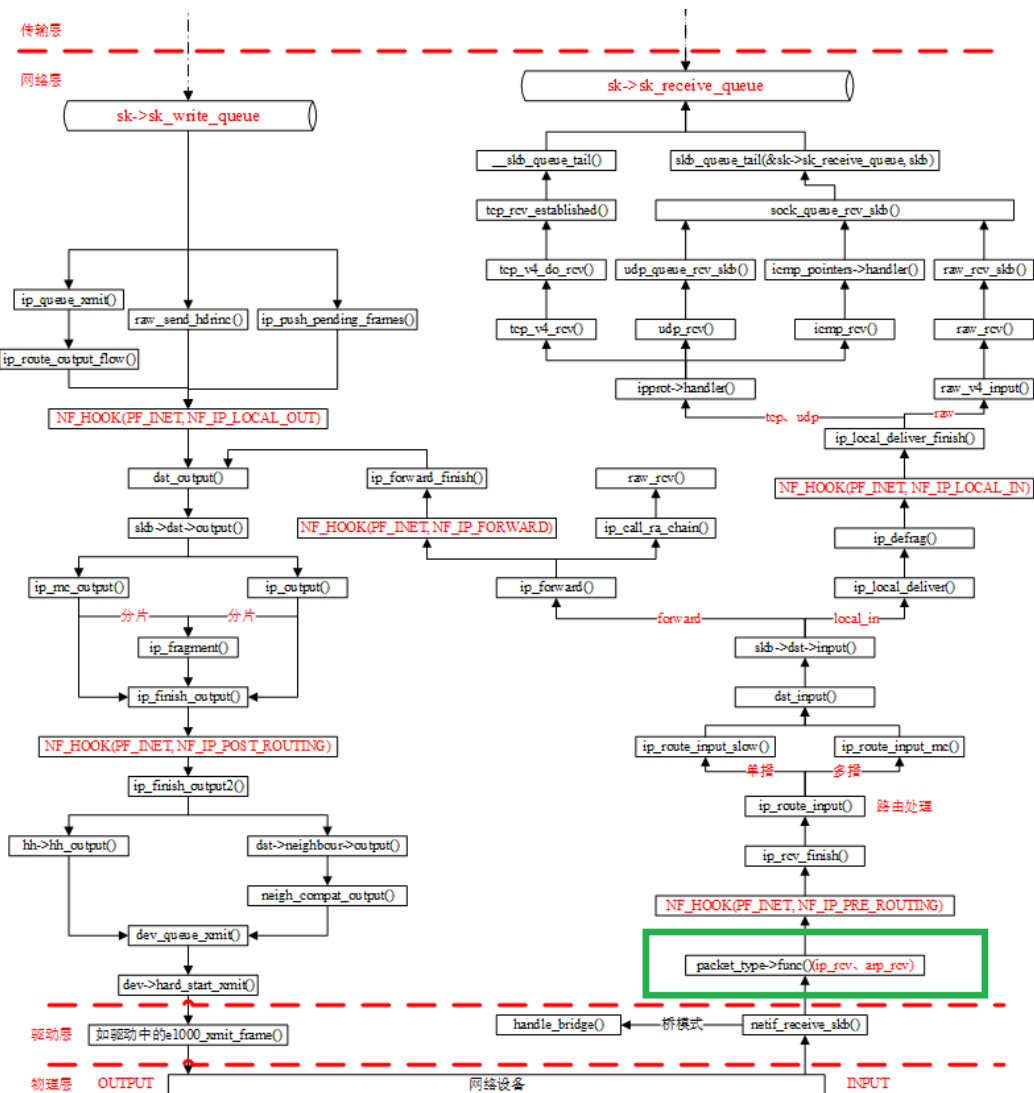 传输层
网络层
sk->sk_write_queue
sk->sk_receive_queue
__skb_queue_tail()
skb_queue_tail(&sk->sk_receive_queue, skb)
tcp_rcv_established()
sock_queue_rcv_skb()
tcp_v4_do_rcv()
udp_queue_rcv_skb()
icmp_pointers->handler()
raw_rcv_skb()
ip_queue_xmit()
raw_send_hdrinc()
ip_push_pending_frames()
tcp_v4_rcv()
udp_rcv()
icmp_rcv()
raw_rcv()
ip_route_output_flow()
ipprot->handler()
raw_v4_input()
NF_HOOK(PF_INET, NF_IP_LOCAL_OUT)
tcp、udp
raw
ip_local_deliver_finish()
dst_output()
ip_forward_finish()
raw_rcv()
NF_HOOK(PF_INET, NF_IP_LOCAL_IN)
skb->dst->output()
NF_HOOK(PF_INET, NF_IP_FORWARD)
ip_call_ra_chain()
ip_defrag()
ip_mc_output()
ip_output()
ip_forward()
ip_local_deliver()
分片
分片
forward
local_in
ip_fragment()
skb->dst->input()
ip_finish_output()
dst_input()
NF_HOOK(PF_INET, NF_IP_POST_ROUTING)
ip_route_input_slow()
ip_route_input_mc()
单播
多播
ip_finish_output2()
ip_route_input()
路由处理
hh->hh_output()
dst->neighbour->output()
ip_rcv_finish()
neigh_compat_output()
NF_HOOK(PF_INET, NF_IP_PRE_ROUTING)
dev_queue_xmit()
packet_type->func()(ip_rcv、arp_rcv)
dev->hard_start_xmit()
驱动层
如驱动中的e1000_xmit_frame()
handle_bridge()
桥模式
netif_receive_skb()
物理层
OUTPUT
网络设备
INPUT